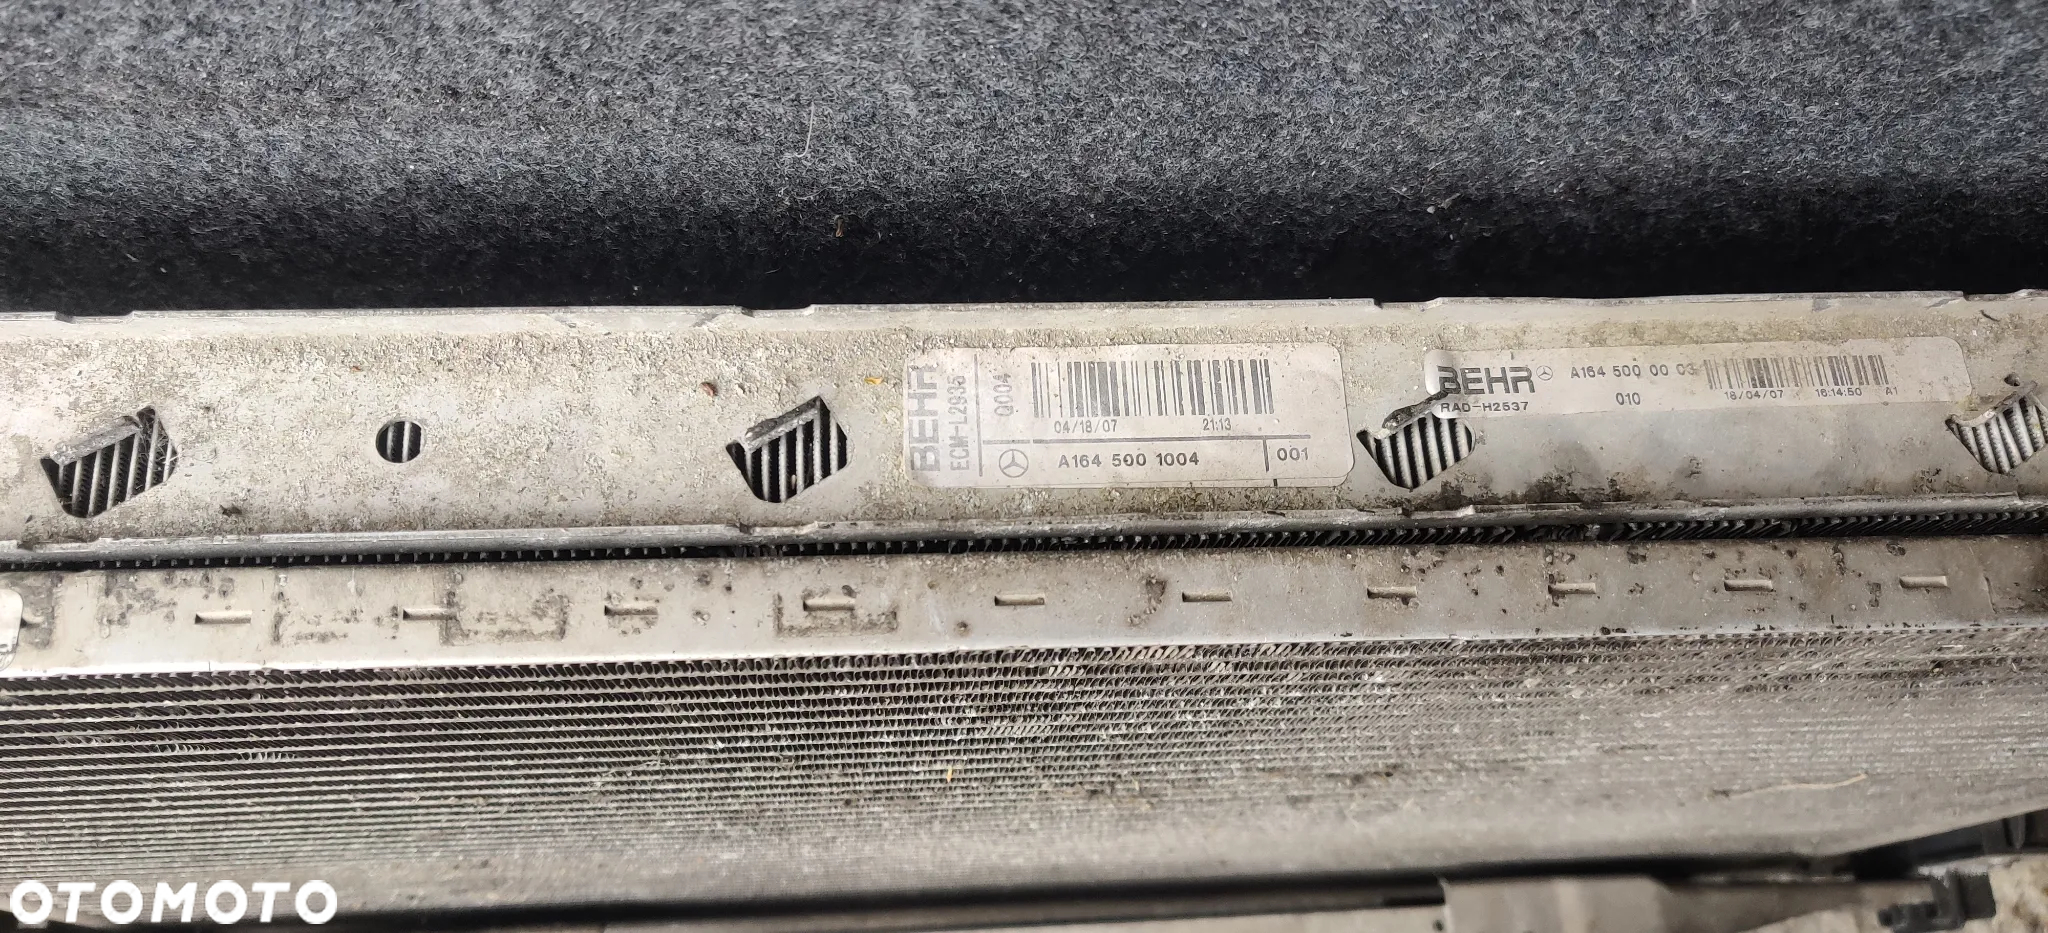 BEHR
ECM-L2935
Q004
04/18/07 21:13
A164 500 1004 001
BEHR A164 500 00 03
RAD-H2537 010 18/04/07 16:14:50 A1
OTOMOTO